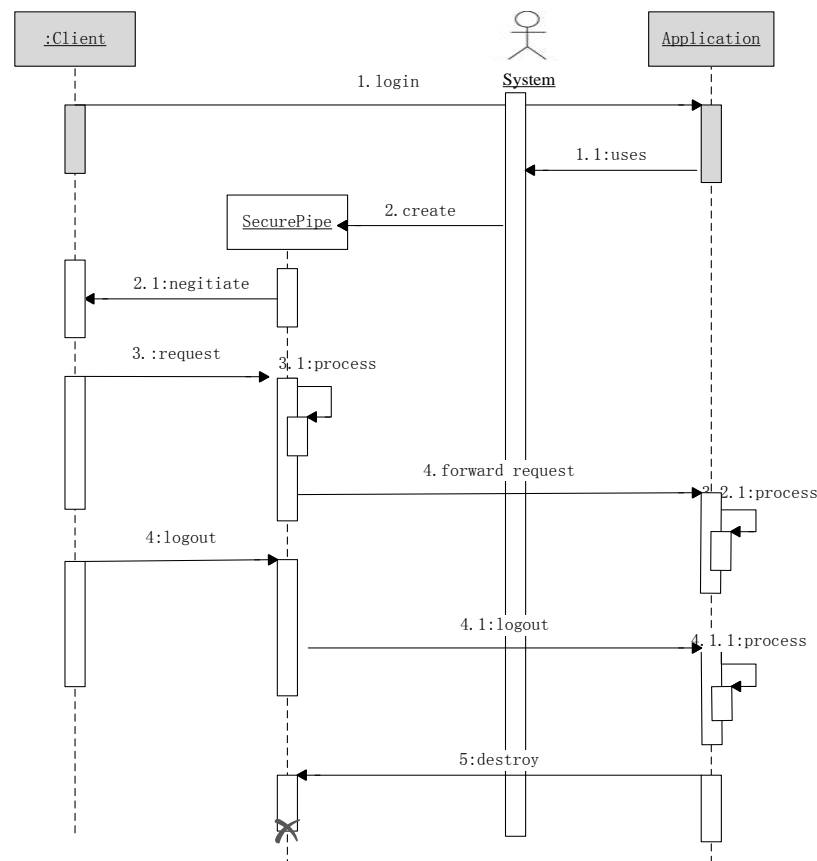 :Client
Application
System
1.login
1.1:uses
SecurePipe
2.create
2.1:negitiate
3.:request
3.1:process
4.forward request
3.2.1:process
4:logout
4.1:logout
4.1.1:process
5:destroy